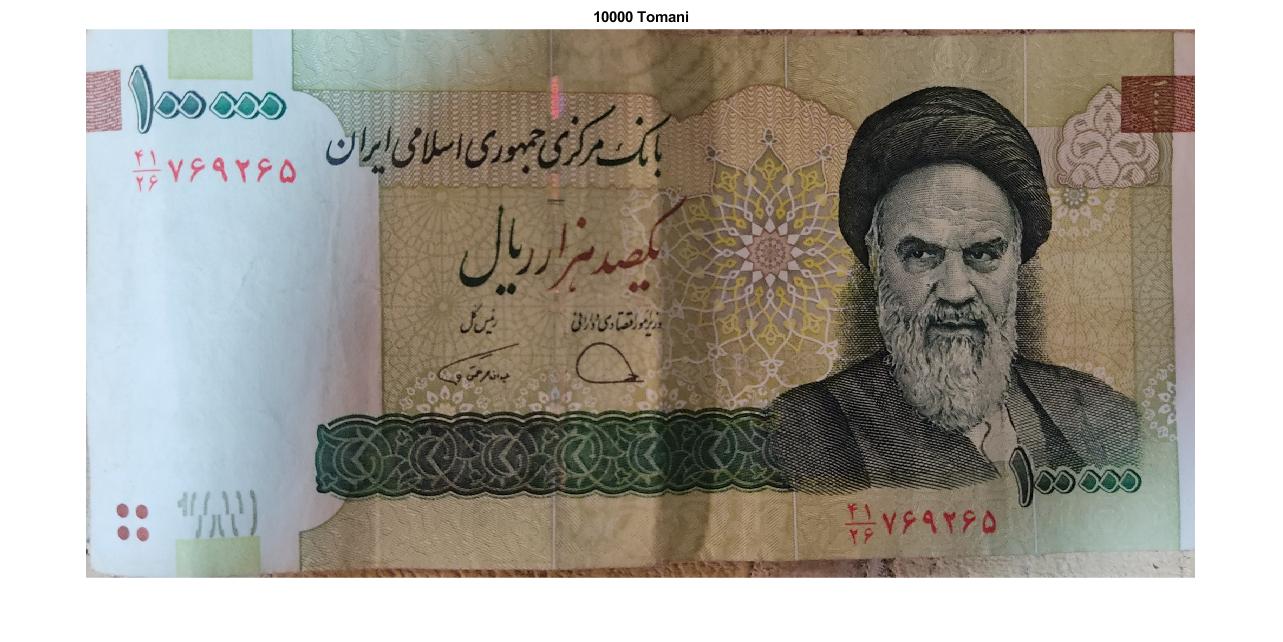 10000 Tomani
۱۰۰۰۰۰
۴۱/۲۶ ۷۶۹۲۶۵
بانک مرکزی جمهوری اسلامی ایران
یکصد هزار ریال
وزیر امور اقتصادی و دارائی
رئیس کل
۱۰۰۰۰۰
۴۱/۲۶ ۷۶۹۲۶۵